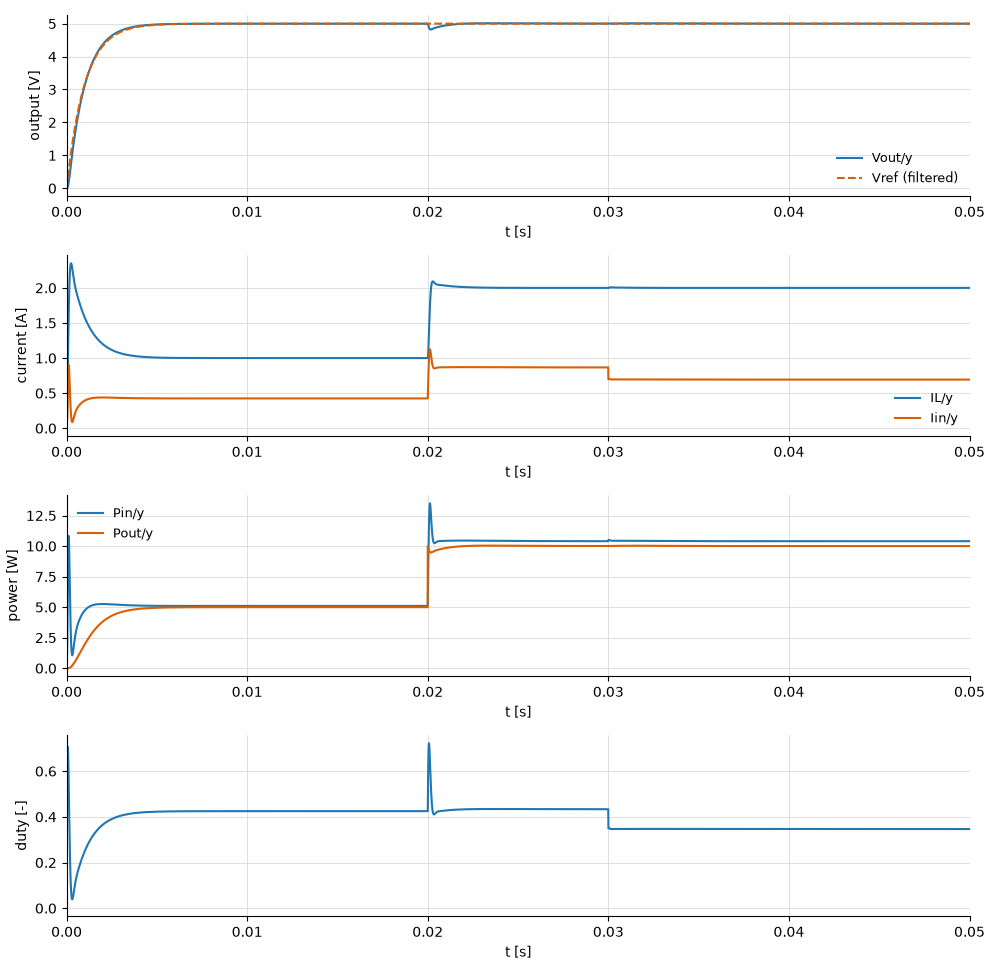 output [V]
5
4
3
2
1
0
Vout/y
Vref (filtered)
0.00 0.01 0.02 0.03 0.04 0.05
t [s]
current [A]
2.0
1.5
1.0
0.5
0.0
IL/y
Iin/y
0.00 0.01 0.02 0.03 0.04 0.05
t [s]
power [W]
12.5
10.0
7.5
5.0
2.5
0.0
Pin/y
Pout/y
0.00 0.01 0.02 0.03 0.04 0.05
t [s]
duty [-]
0.6
0.4
0.2
0.0
0.00 0.01 0.02 0.03 0.04 0.05
t [s]